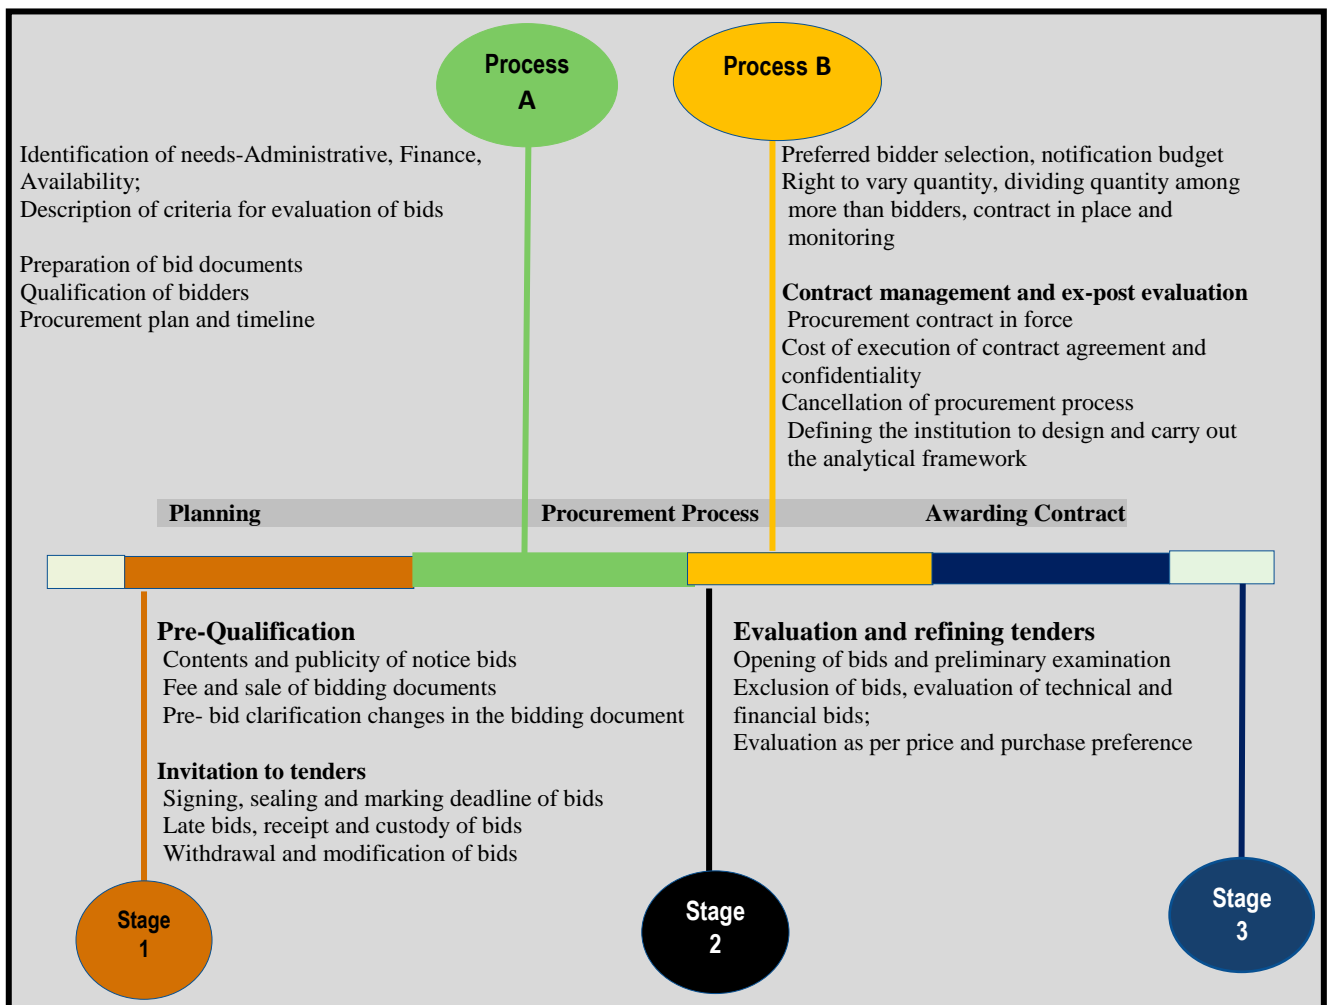 Process
A
Process B
Identification of needs-Administrative, Finance,
Availability;
Description of criteria for evaluation of bids
Preparation of bid documents
Qualification of bidders
Procurement plan and timeline
Preferred bidder selection, notification budget
Right to vary quantity, dividing quantity among
more than bidders, contract in place and
monitoring
Contract management and ex-post evaluation
Procurement contract in force
Cost of execution of contract agreement and
confidentiality
Cancellation of procurement process
Defining the institution to design and carry out
the analytical framework
Planning
Procurement Process
Awarding Contract
Pre-Qualification
Contents and publicity of notice bids
Fee and sale of bidding documents
Pre- bid clarification changes in the bidding document
Invitation to tenders
Signing, sealing and marking deadline of bids
Late bids, receipt and custody of bids
Withdrawal and modification of bids
Evaluation and refining tenders
Opening of bids and preliminary examination
Exclusion of bids, evaluation of technical and
financial bids;
Evaluation as per price and purchase preference
Stage
1
Stage
2
Stage
3